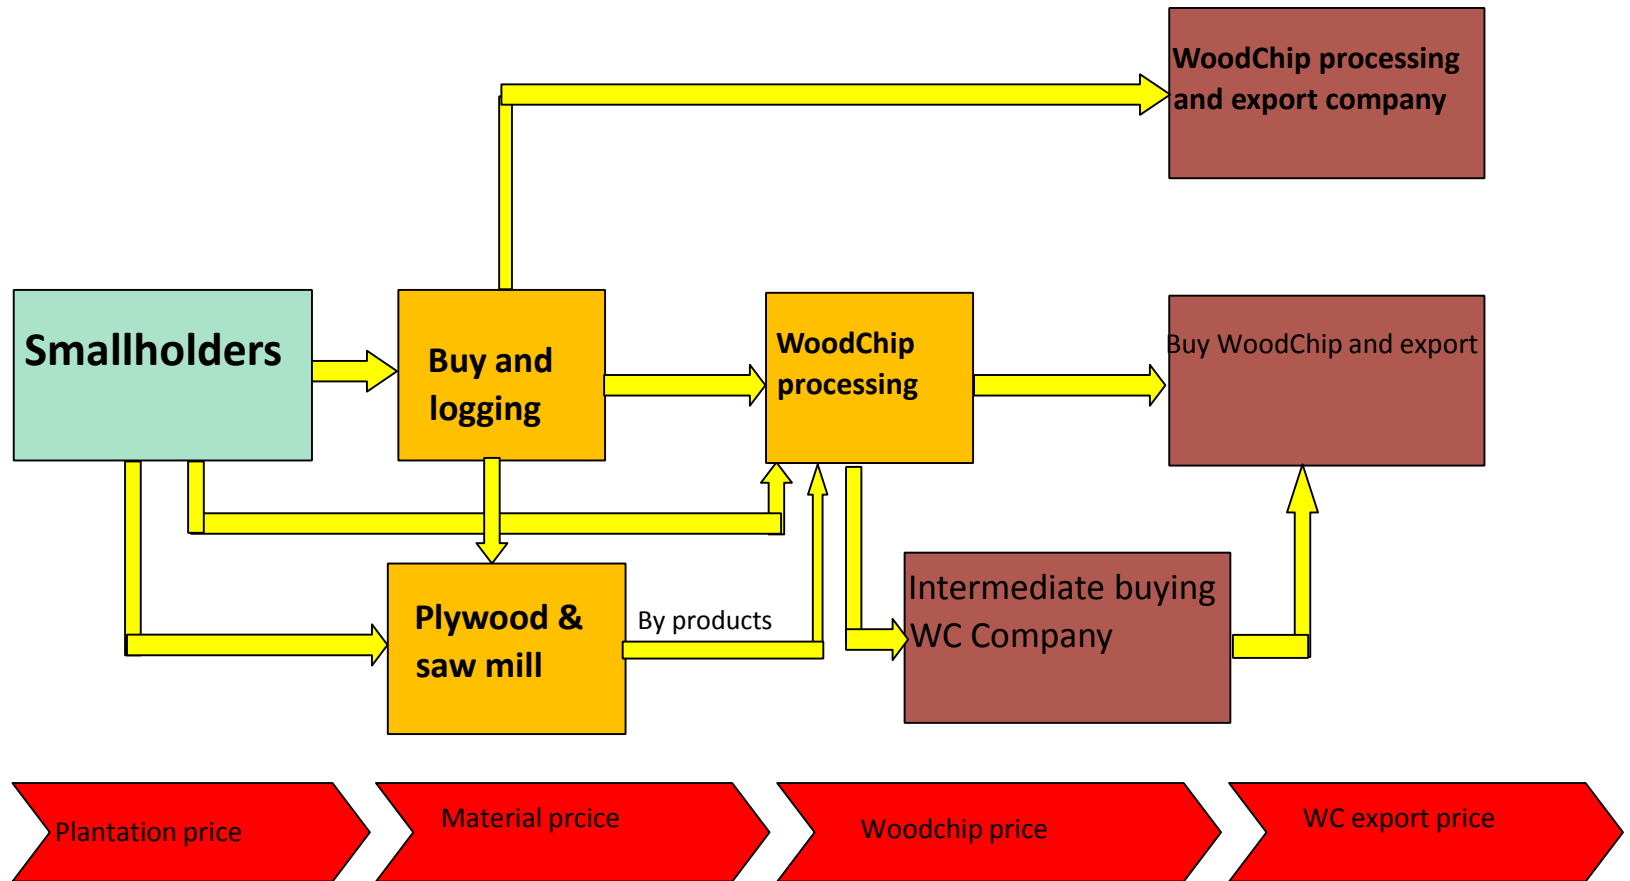 WoodChip processing
and export company
Smallholders
Buy and
logging
WoodChip
processing
Buy WoodChip and export
Plywood &
saw mill
By products
Intermediate buying
WC Company
Plantation price
Material prcice
Woodchip price
WC export price